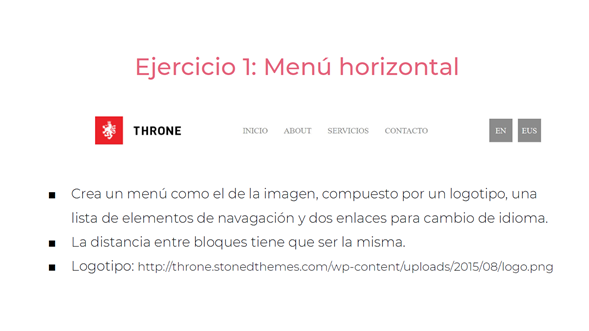 Ejercicio 1: Menú horizontal
THRONE INICIO ABOUT SERVICIOS CONTACTO EN EUS
▪ Crea un menú como el de la imagen, compuesto por un logotipo, una
lista de elementos de navagación y dos enlaces para cambio de idioma.
▪ La distancia entre bloques tiene que ser la misma.
▪ Logotipo: http://throne.stonedthemes.com/wp-content/uploads/2015/08/logo.png